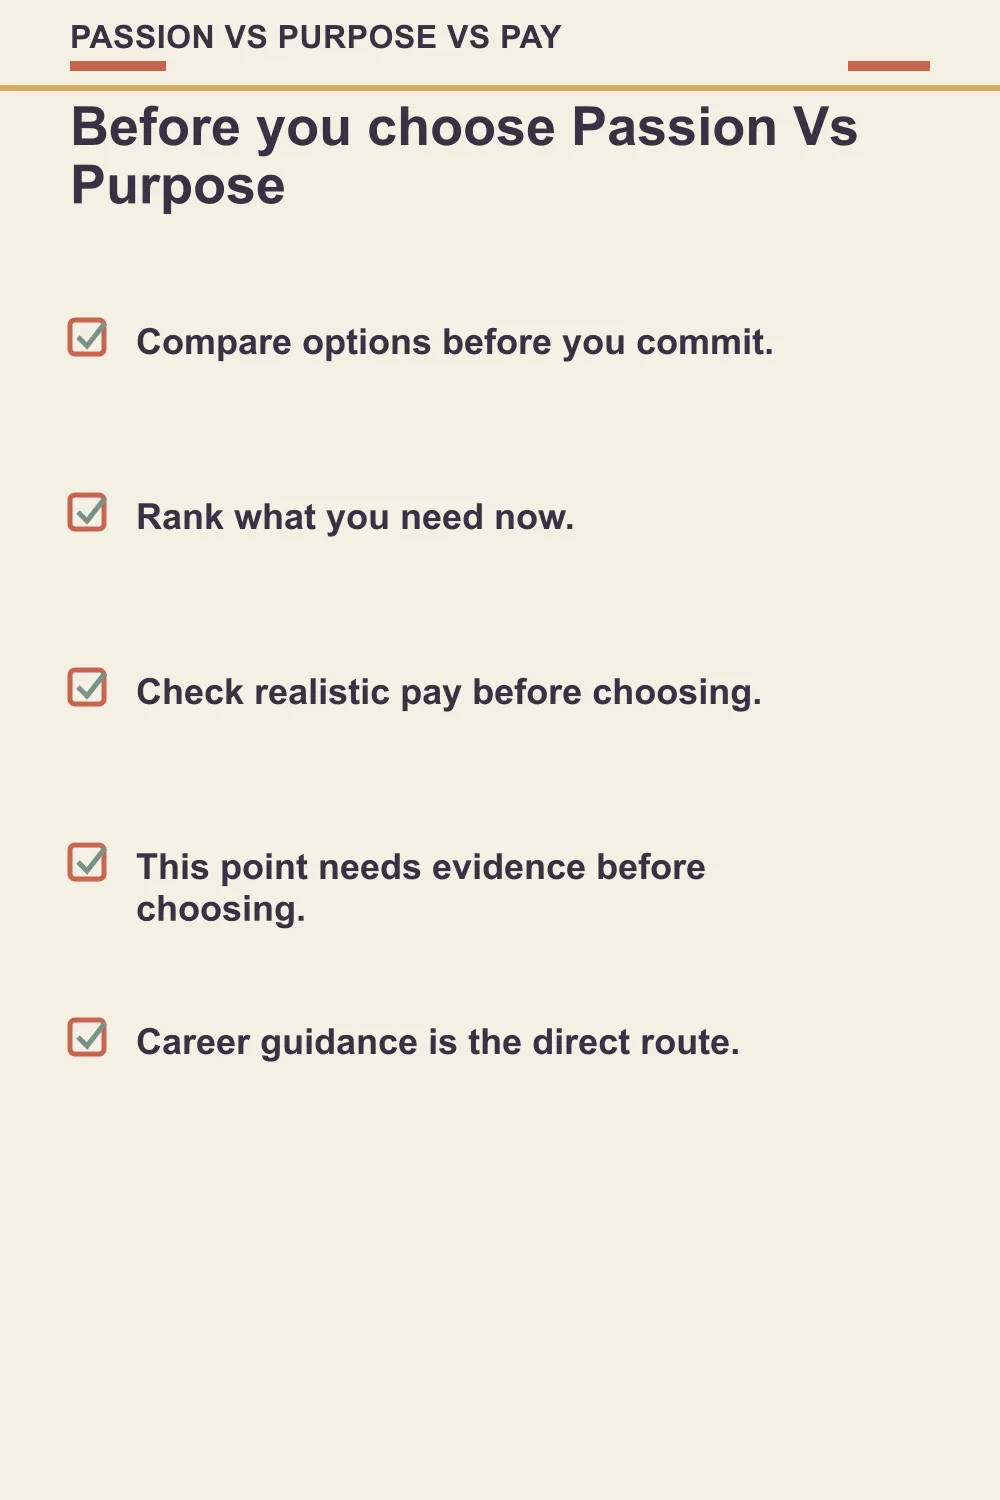 PASSION VS PURPOSE VS PAY
Before you choose Passion Vs
Purpose
Compare options before you commit.
Rank what you need now.
Check realistic pay before choosing.
This point needs evidence before
choosing.
Career guidance is the direct route.